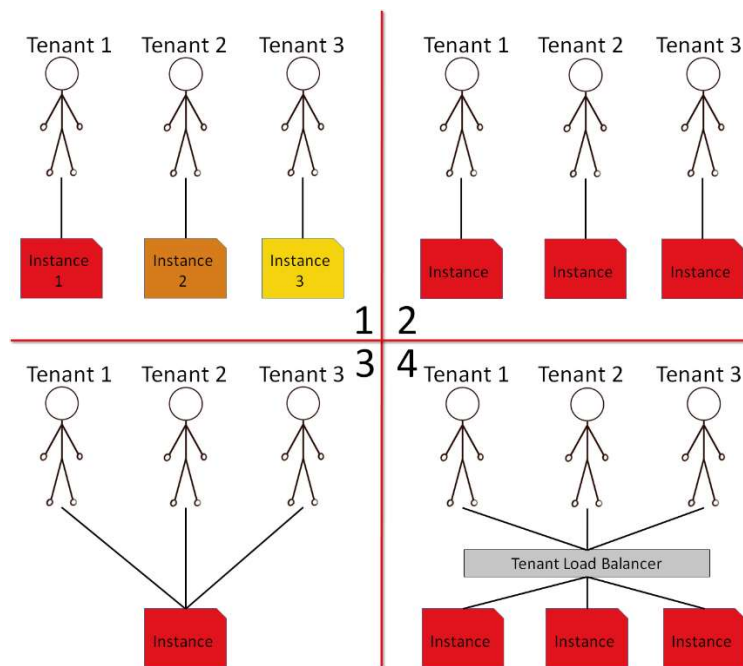 Tenant 1 Tenant 2 Tenant 3
Instance 1
Instance 2
Instance 3
1
Tenant 1 Tenant 2 Tenant 3
Instance Instance Instance
2
3
Tenant 1 Tenant 2 Tenant 3
Instance
4
Tenant 1 Tenant 2 Tenant 3
Tenant Load Balancer
Instance Instance Instance